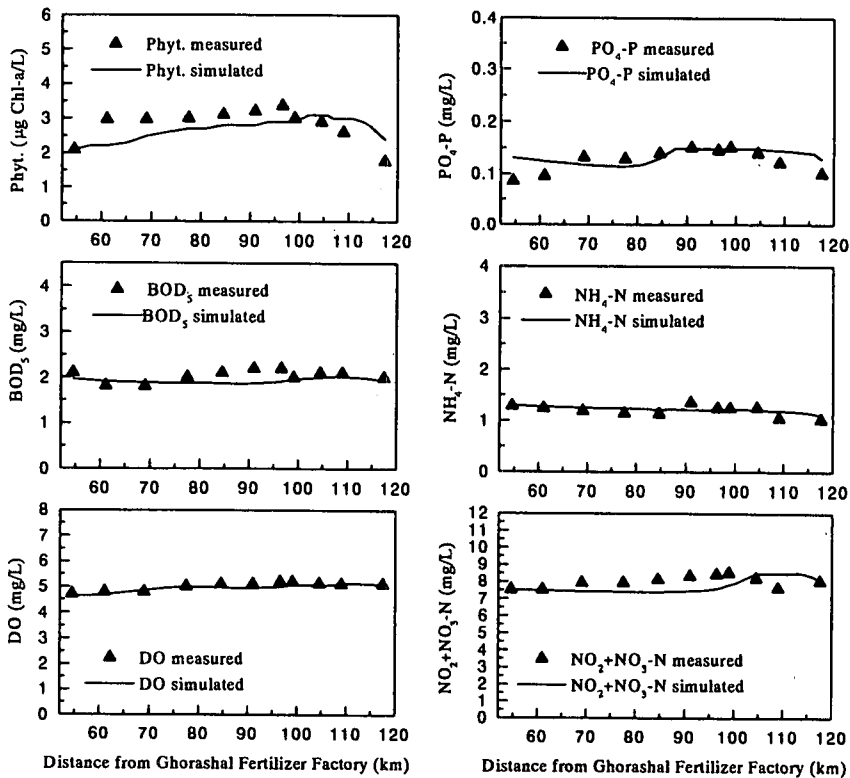 6
5
4
3
2
1
0
Phyt. (µg Chl-a/L)
Phyt. measured
Phyt. simulated
60 70 80 90 100 110 120
0.4
0.3
0.2
0.1
0.0
PO₄-P (mg/L)
PO₄-P measured
PO₄-P simulated
60 70 80 90 100 110 120
4
3
2
1
0
BOD₅ (mg/L)
BOD₅ measured
BOD₅ simulated
60 70 80 90 100 110 120
4
3
2
1
0
NH₄-N (mg/L)
NH₄-N measured
NH₄-N simulated
60 70 80 90 100 110 120
8
7
6
5
4
3
2
1
0
DO (mg/L)
DO measured
DO simulated
60 70 80 90 100 110 120
Distance from Ghorashal Fertilizer Factory (km)
12
11
10
9
8
7
6
5
4
3
2
1
0
NO₂+NO₃-N (mg/L)
NO₂+NO₃-N measured
NO₂+NO₃-N simulated
60 70 80 90 100 110 120
Distance from Ghorashal Fertilizer Factory (km)